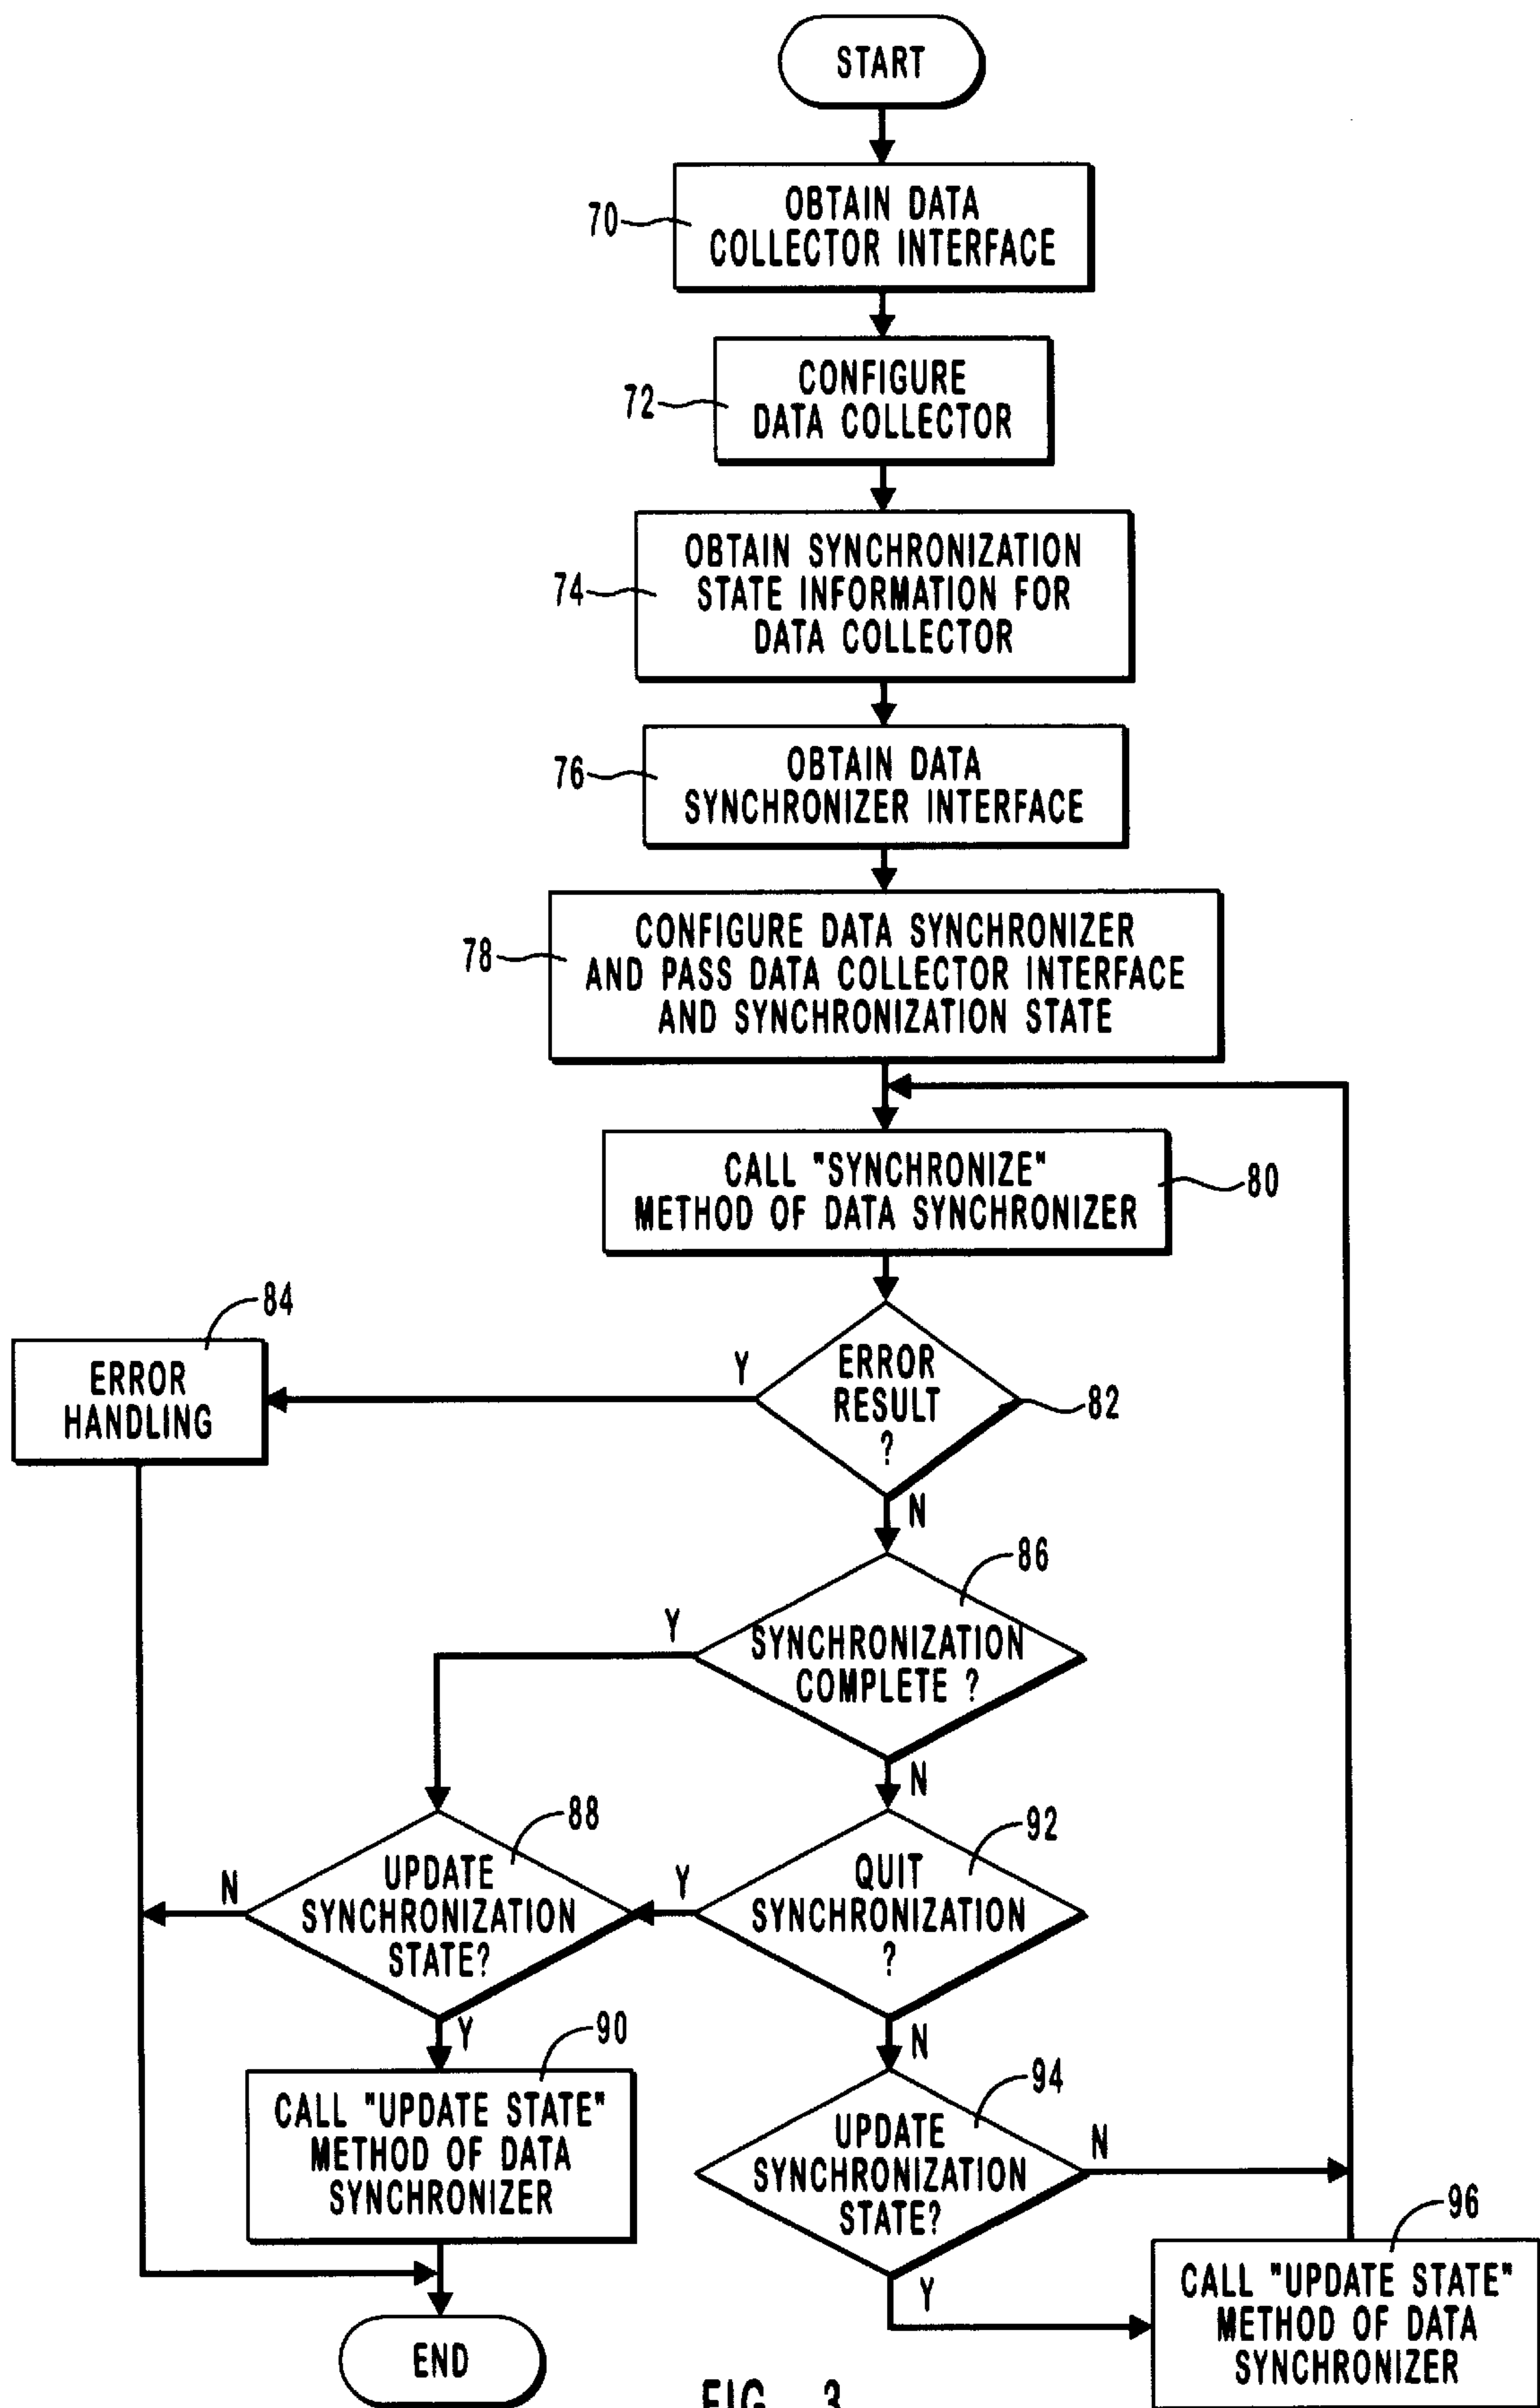 START
OBTAIN DATA
COLLECTOR INTERFACE
70
CONFIGURE
DATA COLLECTOR
72
OBTAIN SYNCHRONIZATION
STATE INFORMATION FOR
DATA COLLECTOR
74
OBTAIN DATA
SYNCHRONIZER INTERFACE
76
CONFIGURE DATA SYNCHRONIZER
AND PASS DATA COLLECTOR INTERFACE
AND SYNCHRONIZATION STATE
78
CALL "SYNCHRONIZE"
METHOD OF DATA SYNCHRONIZER
80
84
ERROR
HANDLING
Y
ERROR
RESULT
?
82
N
86
Y
SYNCHRONIZATION
COMPLETE ?
N
88
N
UPDATE
SYNCHRONIZATION
STATE?
Y
92
Y
QUIT
SYNCHRONIZATION
?
N
90
CALL "UPDATE STATE"
METHOD OF DATA
SYNCHRONIZER
94
UPDATE
SYNCHRONIZATION
STATE?
N
Y
96
CALL "UPDATE STATE"
METHOD OF DATA
SYNCHRONIZER
END
FIG. 3